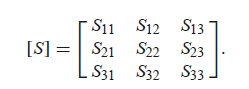 S₁₁ S₁₂ S₁₃
[S] = S₂₁ S₂₂ S₂₃ .
S₃₁ S₃₂ S₃₃